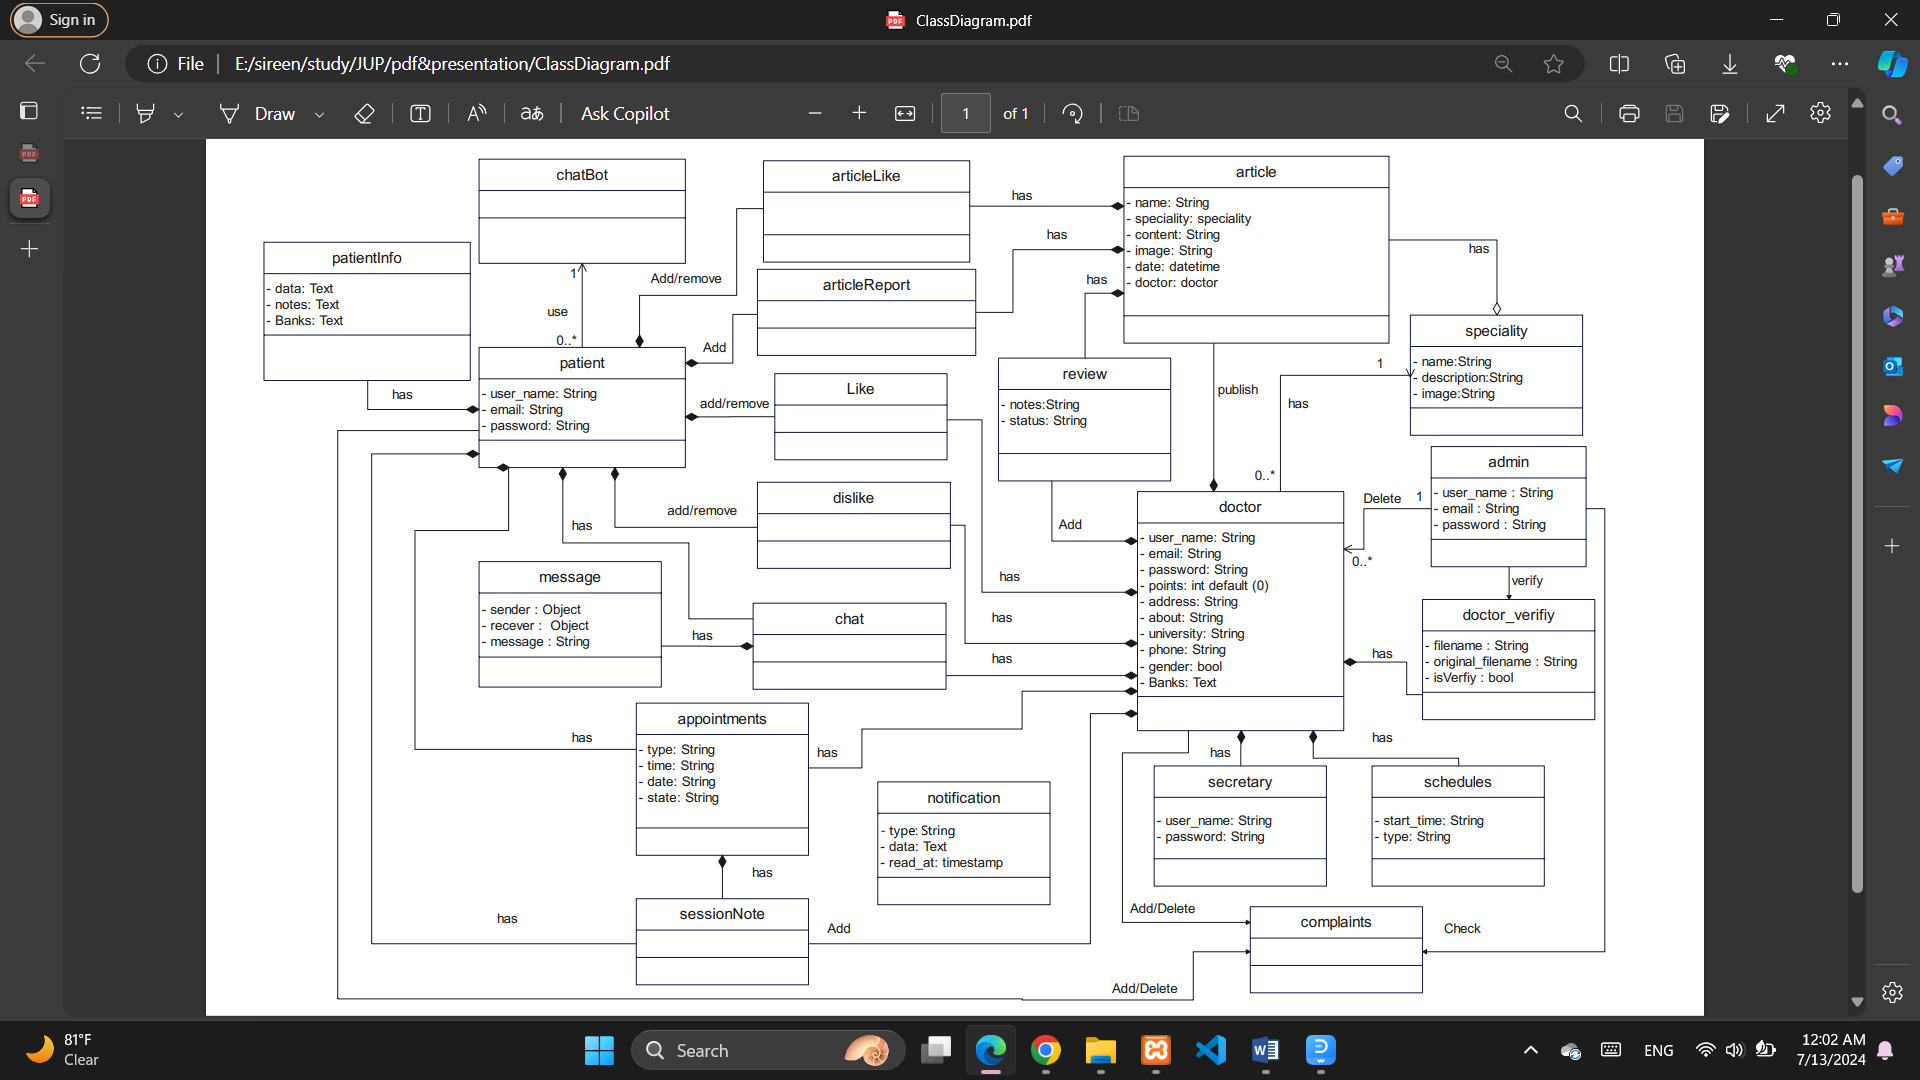 Sign in
ClassDiagram.pdf
File
E:/sireen/study/JUP/pdf&presentation/ClassDiagram.pdf
Draw
T
aあ
Ask Copilot
1
of 1
chatBot
articleLike
article
- name: String
- speciality: speciality
- content: String
- image: String
- date: datetime
- doctor: doctor
has
has
has
has
patientInfo
- data: Text
- notes: Text
- Banks: Text
1
use
0..*
Add/remove
articleReport
Add
speciality
- name:String
- description:String
- image:String
patient
- user_name: String
- email: String
- password: String
has
add/remove
Like
review
- notes:String
- status: String
publish
1
has
0..*
admin
- user_name : String
- email : String
- password : String
Delete
1
0..*
verify
dislike
add/remove
has
Add
doctor
- user_name: String
- email: String
- password: String
- points: int default (0)
- address: String
- about: String
- university: String
- phone: String
- gender: bool
- Banks: Text
has
has
has
message
- sender : Object
- recever :  Object
- message : String
has
chat
doctor_verifiy
- filename : String
- original_filename : String
- isVerfiy : bool
has
appointments
- type: String
- time: String
- date: String
- state: String
has
has
has
has
secretary
- user_name: String
- password: String
schedules
- start_time: String
- type: String
notification
- type: String
- data: Text
- read_at: timestamp
has
sessionNote
has
Add
Add/Delete
complaints
Check
Add/Delete
81°F
Clear
Search
ENG
12:02 AM
7/13/2024